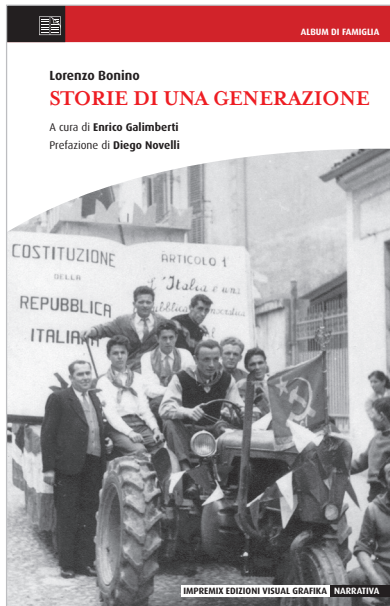 ALBUM DI FAMIGLIA
Lorenzo Bonino
STORIE DI UNA GENERAZIONE
A cura di Enrico Galimberti
Prefazione di Diego Novelli
COSTITUZIONE
DELLA
REPUBBLICA
ITALIANA
ARTICOLO 1
L'Italia è una
IMPREMIX EDIZIONI VISUAL GRAFIKA NARRATIVA